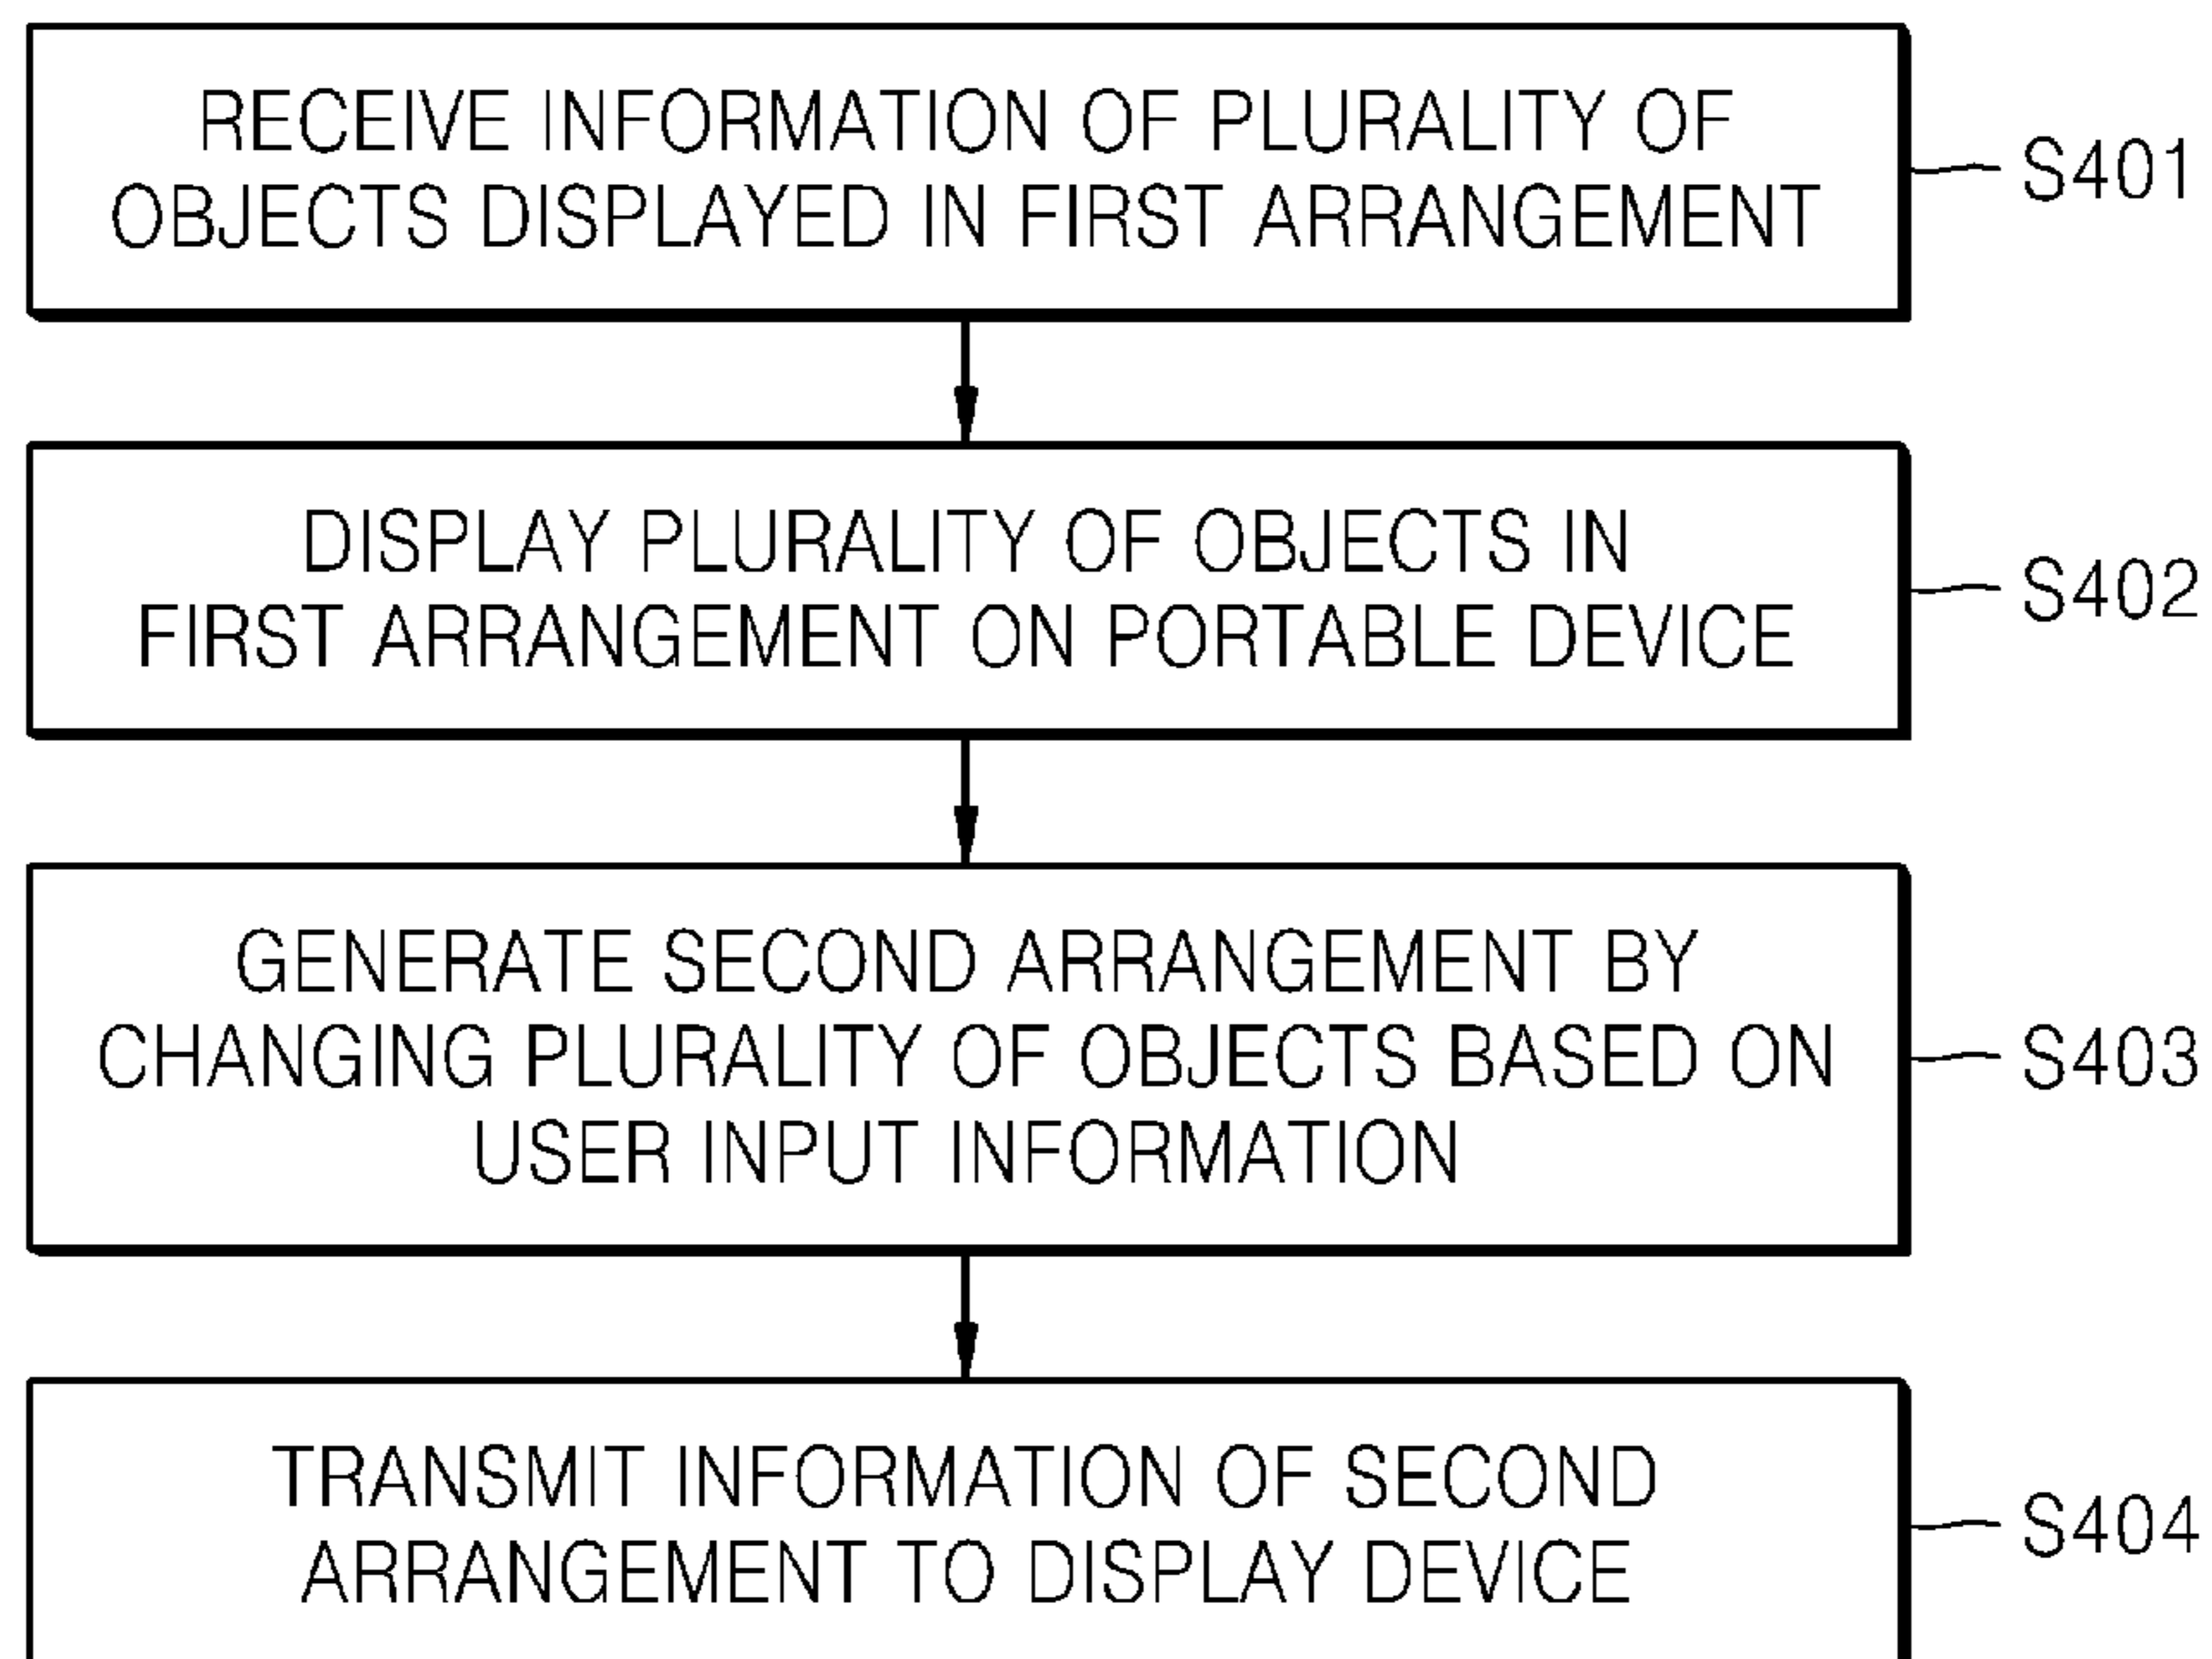 RECEIVE INFORMATION OF PLURALITY OF
OBJECTS DISPLAYED IN FIRST ARRANGEMENT
S401
DISPLAY PLURALITY OF OBJECTS IN
FIRST ARRANGEMENT ON PORTABLE DEVICE
S402
GENERATE SECOND ARRANGEMENT BY
CHANGING PLURALITY OF OBJECTS BASED ON
USER INPUT INFORMATION
S403
TRANSMIT INFORMATION OF SECOND
ARRANGEMENT TO DISPLAY DEVICE
S404